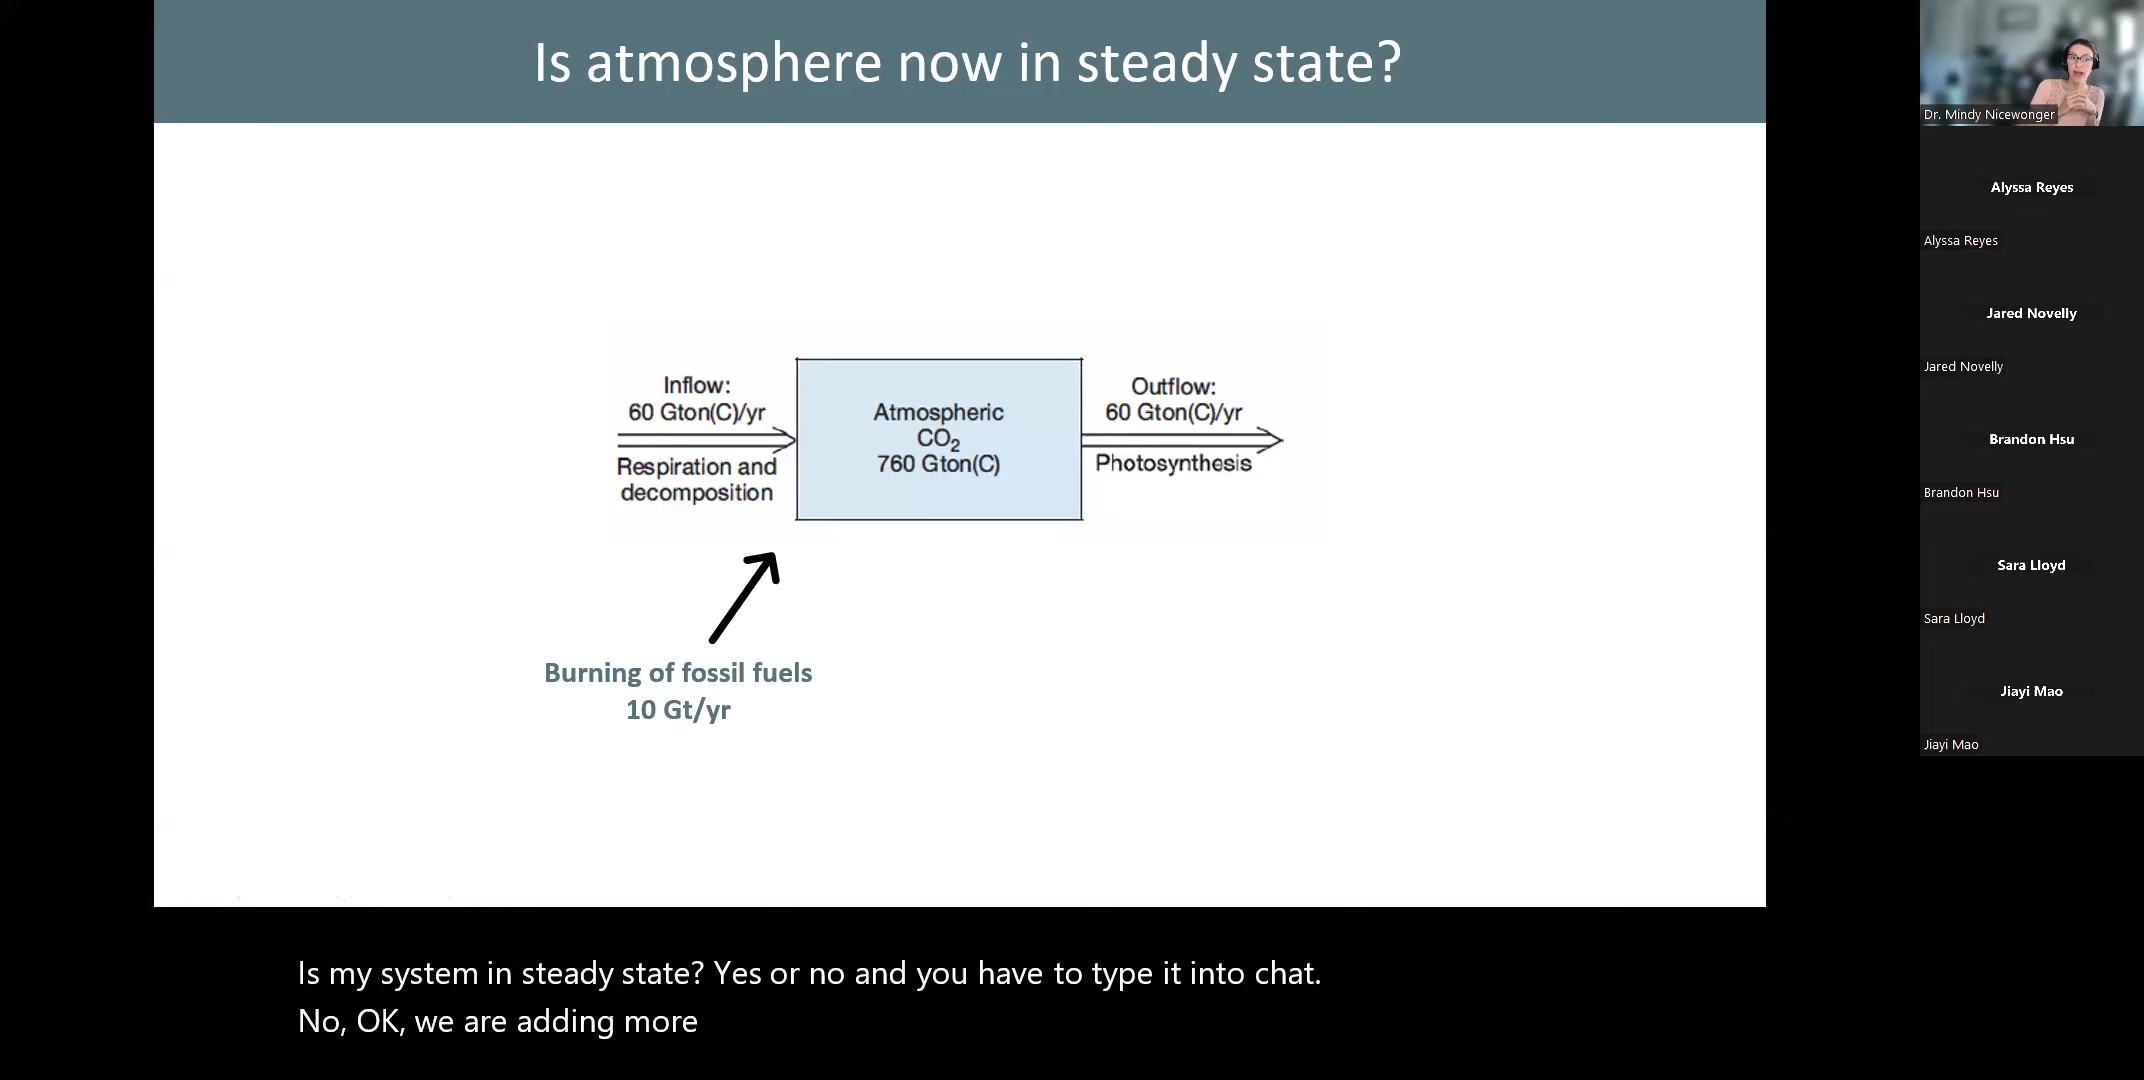 Is atmosphere now in steady state?
Inflow:
60 Gton(C)/yr
Respiration and
decomposition
Atmospheric
CO₂
760 Gton(C)
Outflow:
60 Gton(C)/yr
Photosynthesis
Burning of fossil fuels
10 Gt/yr
Is my system in steady state? Yes or no and you have to type it into chat.
No, OK, we are adding more
Dr. Mindy Nicewonger
Alyssa Reyes
Alyssa Reyes
Jared Novelly
Jared Novelly
Brandon Hsu
Brandon Hsu
Sara Lloyd
Sara Lloyd
Jiayi Mao
Jiayi Mao